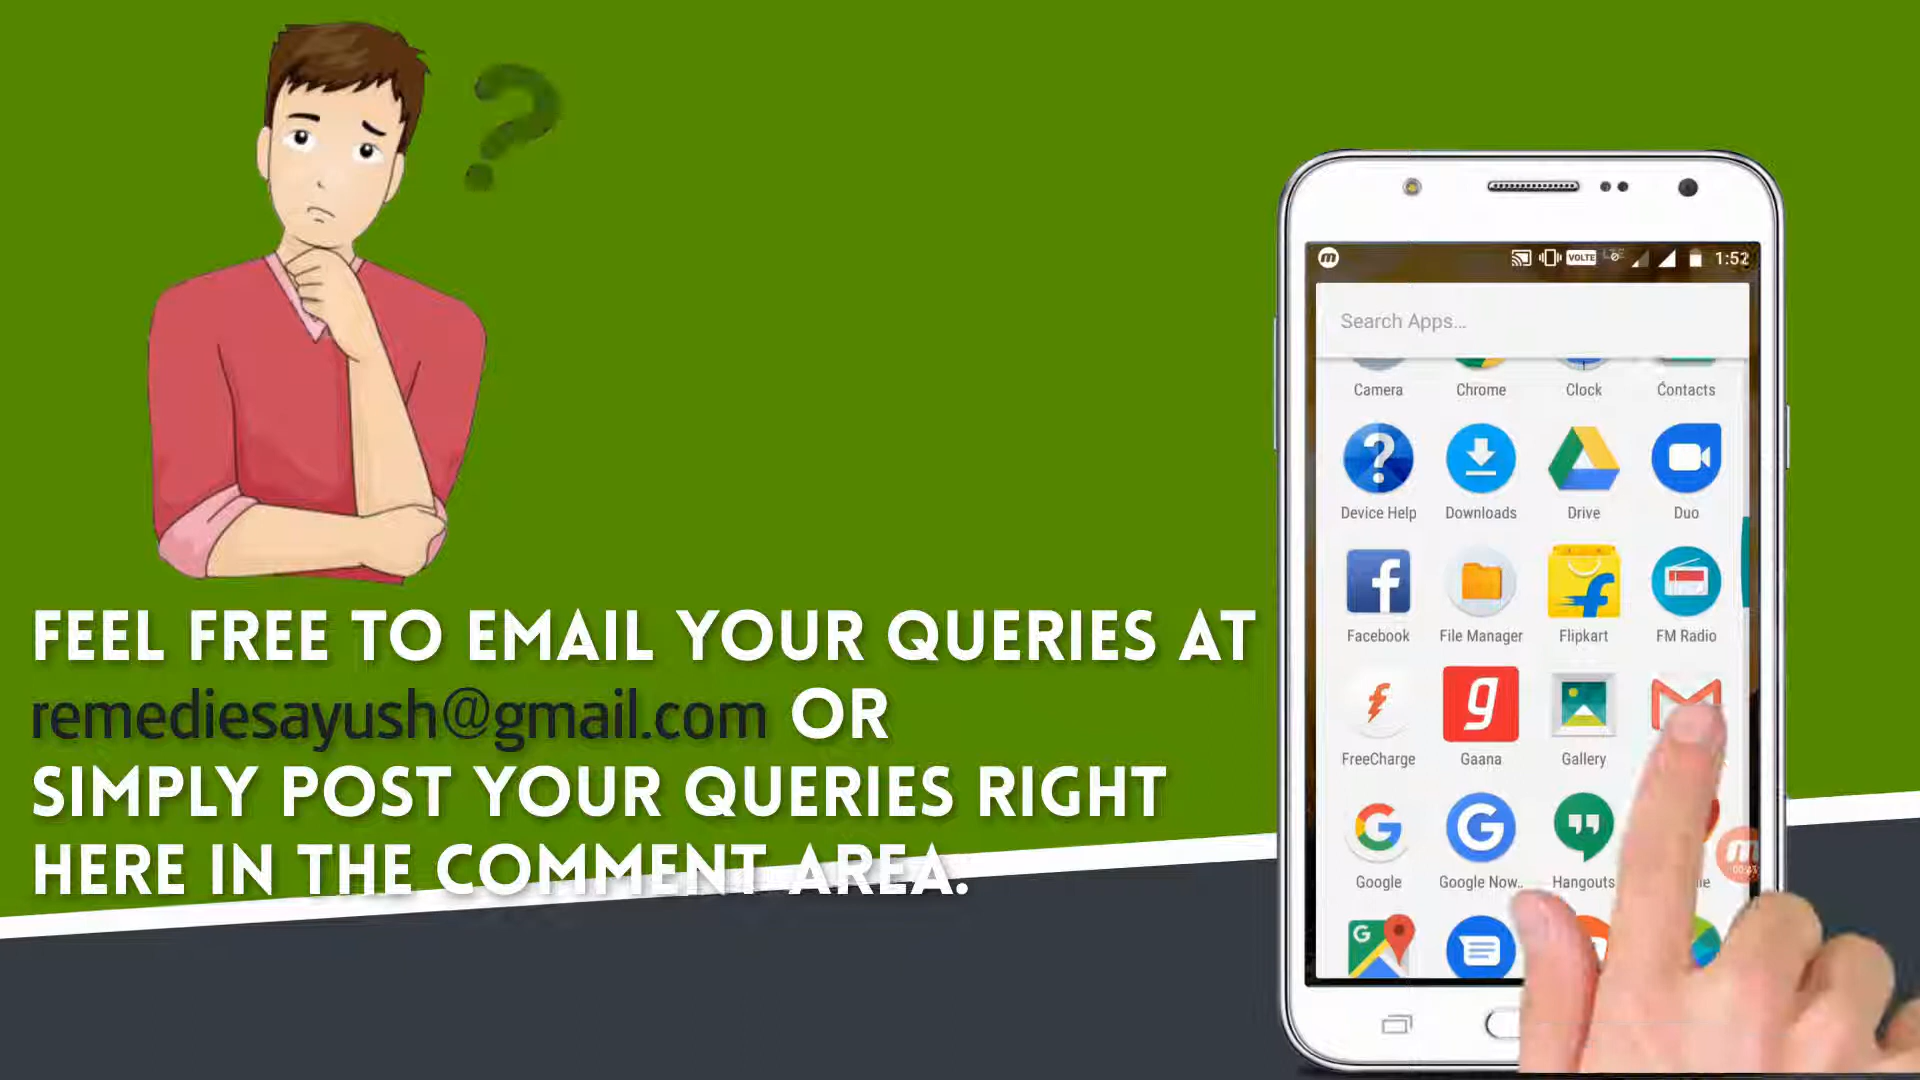 FEEL FREE TO EMAIL YOUR QUERIES AT
remediesayush@gmail.com OR
SIMPLY POST YOUR QUERIES RIGHT
HERE IN THE COMMENT AREA.
VOLTE 1:52
Search Apps...
Camera Chrome Clock Contacts
Device Help Downloads Drive Duo
Facebook File Manager Flipkart FM Radio
FreeCharge Gaana Gallery
Google Google Now.. Hangouts